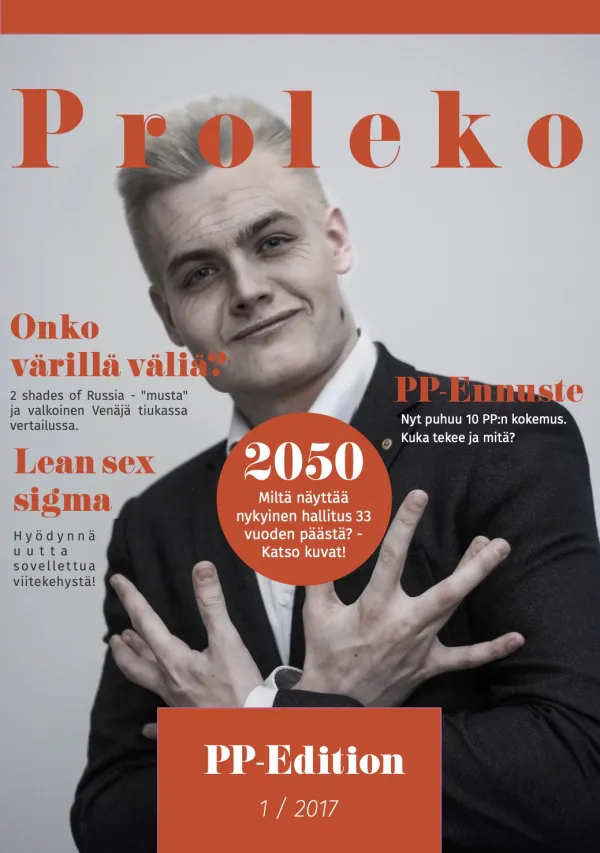 Proleko
Onko
värillä väliä?
2 shades of Russia - "musta"
ja valkoinen Venäjä tiukassa
vertailussa.
Lean sex
sigma
Hyödynnä
uutta
sovellettua
viitekehystä!
PP-Ennuste
Nyt puhuu 10 PP:n kokemus.
Kuka tekee ja mitä?
2050
Miltä näyttää
nykyinen hallitus 33
vuoden päästä? -
Katso kuvat!
PP-Edition
1 / 2017